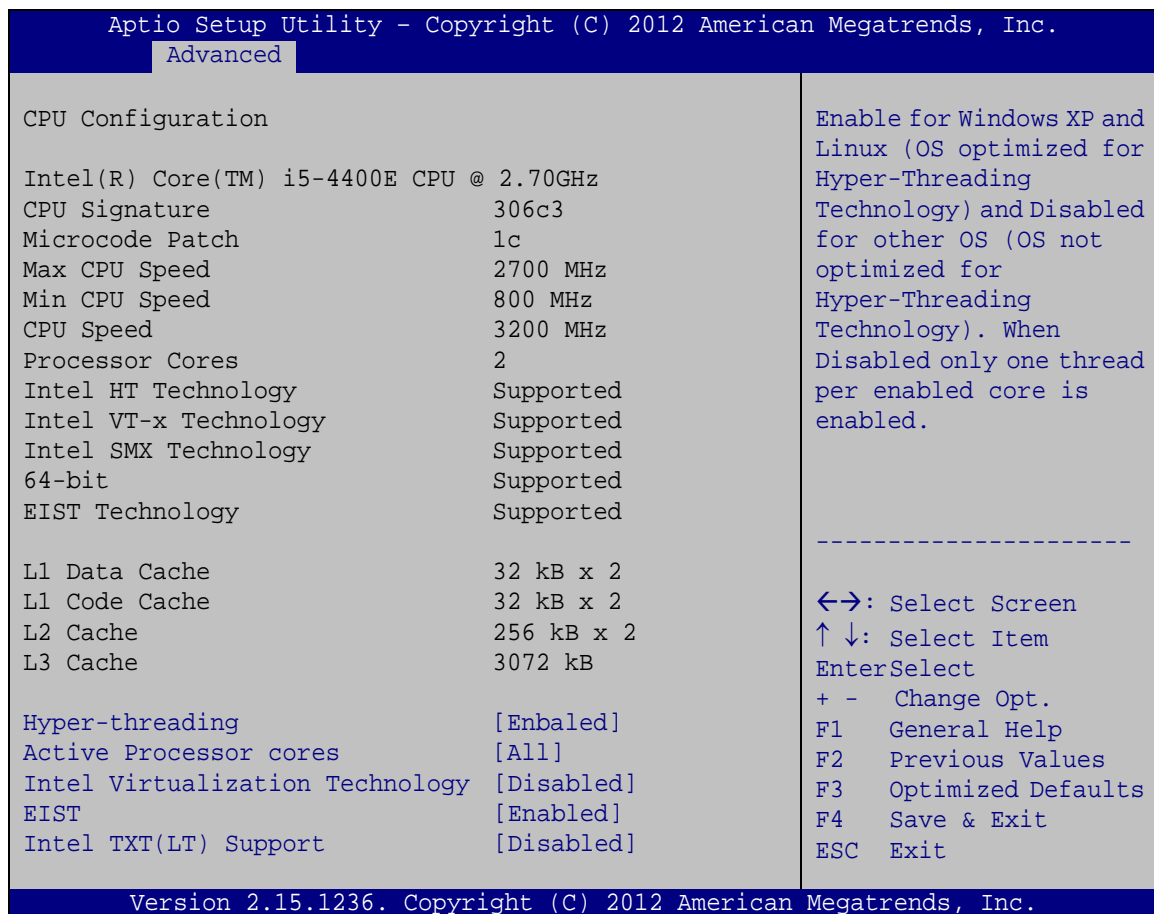 Aptio Setup Utility – Copyright (C) 2012 American Megatrends, Inc.
Advanced
CPU Configuration
Intel(R) Core(TM) i5-4400E CPU @ 2.70GHz
CPU Signature 306c3
Microcode Patch 1c
Max CPU Speed 2700 MHz
Min CPU Speed 800 MHz
CPU Speed 3200 MHz
Processor Cores 2
Intel HT Technology Supported
Intel VT-x Technology Supported
Intel SMX Technology Supported
64-bit Supported
EIST Technology Supported
L1 Data Cache 32 kB x 2
L1 Code Cache 32 kB x 2
L2 Cache 256 kB x 2
L3 Cache 3072 kB
Hyper-threading [Enbaled]
Active Processor cores [All]
Intel Virtualization Technology [Disabled]
EIST [Enabled]
Intel TXT(LT) Support [Disabled]
Enable for Windows XP and
Linux (OS optimized for
Hyper-Threading
Technology) and Disabled
for other OS (OS not
optimized for
Hyper-Threading
Technology). When
Disabled only one thread
per enabled core is
enabled.
----------------------
←→: Select Screen
↑ ↓: Select Item
EnterSelect
+ - Change Opt.
F1 General Help
F2 Previous Values
F3 Optimized Defaults
F4 Save & Exit
ESC Exit
Version 2.15.1236. Copyright (C) 2012 American Megatrends, Inc.